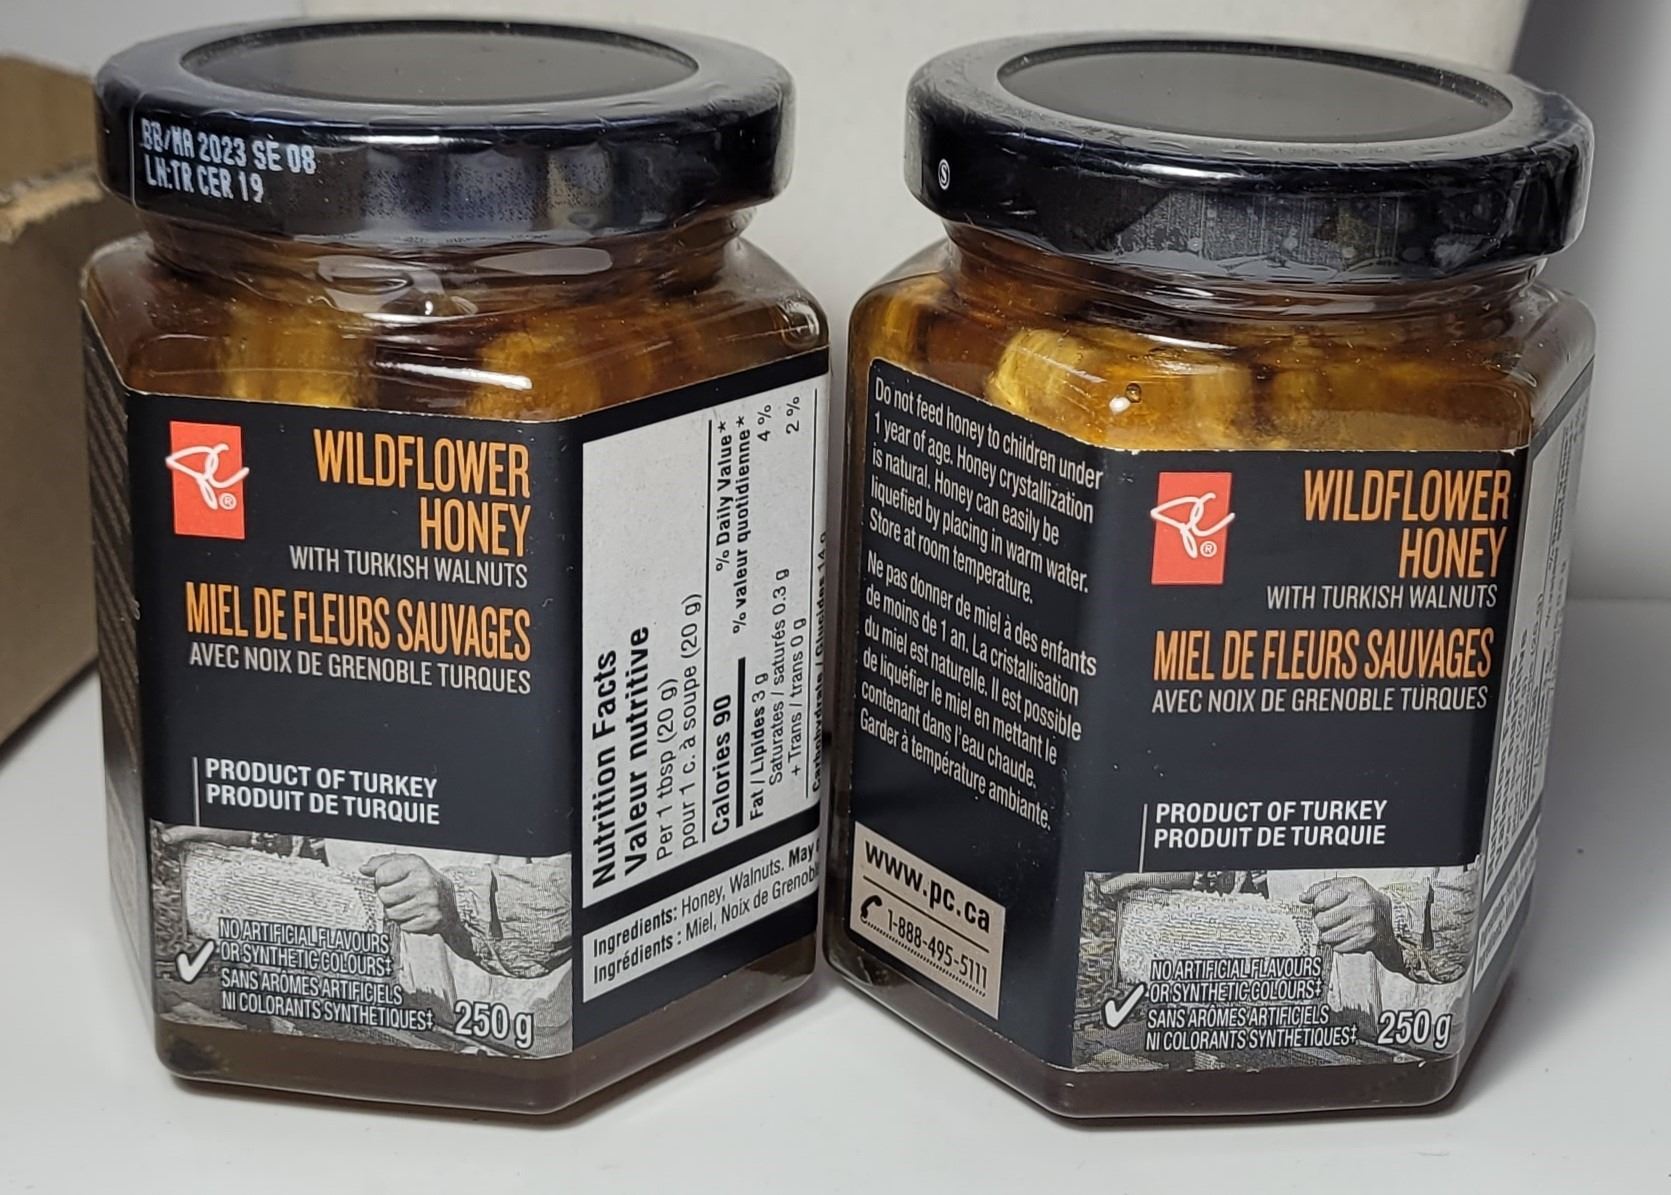 BB/MA 2023 SE 08
LN:TR CER 19
PC®
WILDFLOWER
HONEY
WITH TURKISH WALNUTS
MIEL DE FLEURS SAUVAGES
AVEC NOIX DE GRENOBLE TURQUES
PRODUCT OF TURKEY
PRODUIT DE TURQUIE
NO ARTIFICIAL FLAVOURS
OR SYNTHETIC COLOURS‡
SANS ARÔMES ARTIFICIELS
NI COLORANTS SYNTHÉTIQUES‡
250 g
Nutrition Facts
Valeur nutritive
Per 1 tbsp (20 g)
pour 1 c. à soupe (20 g)
Calories 90
% Daily Value*
% valeur quotidienne*
Fat / Lipides 3 g 4 %
Saturates / saturés 0.3 g 2 %
+ Trans / trans 0 g
Carbohydrate / Glucides 14 g
Ingredients: Honey, Walnuts. May
Ingrédients : Miel, Noix de Grenoble
Ⓢ
Do not feed honey to children under
1 year of age. Honey crystallization
is natural. Honey can easily be
liquefied by placing in warm water.
Store at room temperature.
Ne pas donner de miel à des enfants
de moins de 1 an. La cristallisation
du miel est naturelle. Il est possible
de liquéfier le miel en mettant le
contenant dans l'eau chaude.
Garder à température ambiante.
www.pc.ca
1-888-495-5111
PC®
WILDFLOWER
HONEY
WITH TURKISH WALNUTS
MIEL DE FLEURS SAUVAGES
AVEC NOIX DE GRENOBLE TURQUES
PRODUCT OF TURKEY
PRODUIT DE TURQUIE
NO ARTIFICIAL FLAVOURS
OR SYNTHETIC COLOURS‡
SANS ARÔMES ARTIFICIELS
NI COLORANTS SYNTHÉTIQUES‡
250 g